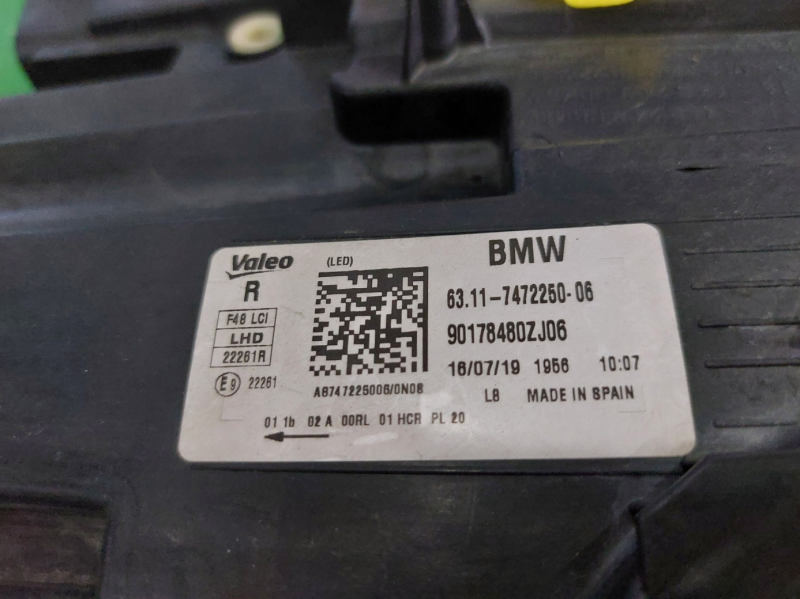 Valeo (LED) BMW
R
F48 LCI
LHD
22261R
E9 22261
63.11-7472250-06
90178480ZJ06
16/07/19 1956 10:07
A8747225006/0N08
L8 MADE IN SPAIN
01 1b 02 A 00RL 01 HCR PL 20